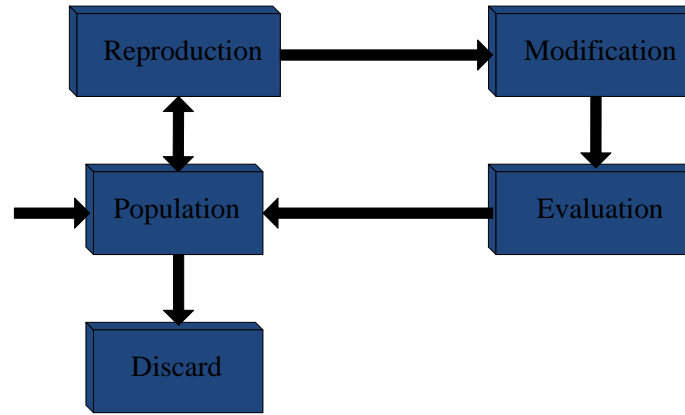 Reproduction
Modification
Population
Evaluation
Discard